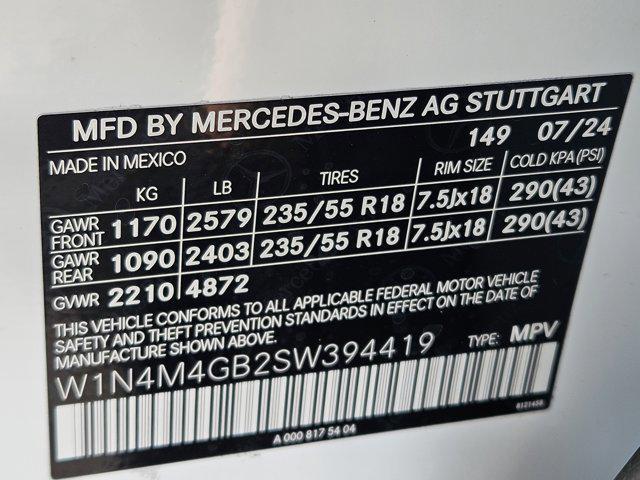 MFD BY MERCEDES-BENZ AG STUTTGART
149 07/24
MADE IN MEXICO
KG LB TIRES RIM SIZE COLD KPA(PSI)
GAWR FRONT 1170 2579 235/55 R18 7.5Jx18 290(43)
GAWR REAR 1090 2403 235/55 R18 7.5Jx18 290(43)
GVWR 2210 4872
THIS VEHICLE CONFORMS TO ALL APPLICABLE FEDERAL MOTOR VEHICLE
SAFETY AND THEFT PREVENTION STANDARDS IN EFFECT ON THE DATE OF
MANUFACTURE SHOWN ABOVE.
W1N4M4GB2SW394419 TYPE: MPV
A 000 817 54 04